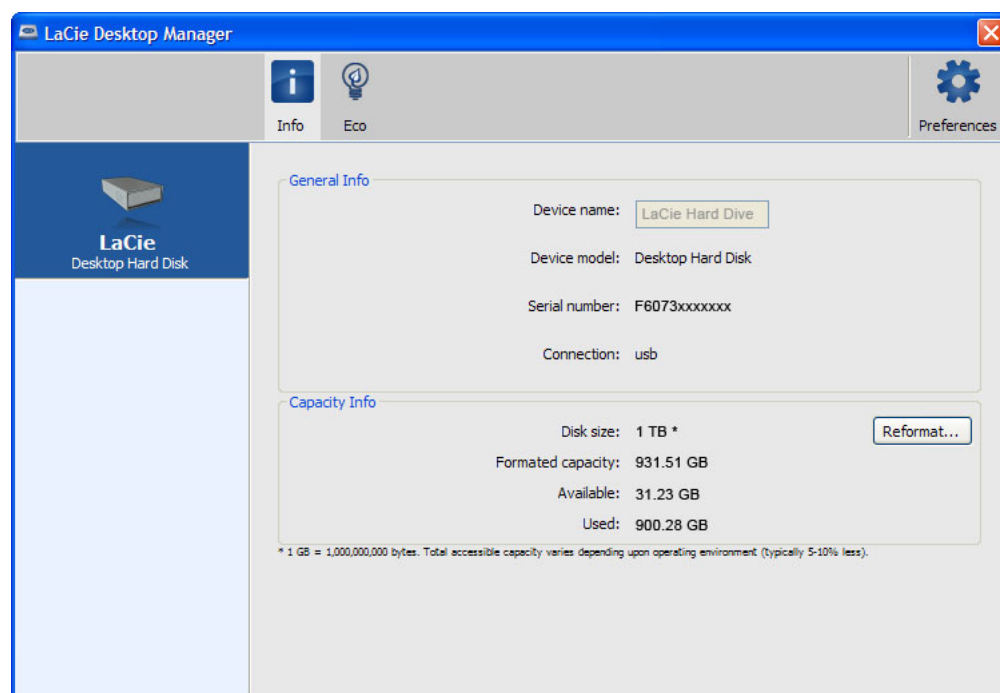 LaCie Desktop Manager
Info
Eco
Preferences
LaCie
Desktop Hard Disk
General Info
Device name: LaCie Hard Dive
Device model: Desktop Hard Disk
Serial number: F6073xxxxxxx
Connection: usb
Capacity Info
Disk size: 1 TB *
Reformat...
Formated capacity: 931.51 GB
Available: 31.23 GB
Used: 900.28 GB
* 1 GB = 1,000,000,000 bytes. Total accessible capacity varies depending upon operating environment (typically 5-10% less).